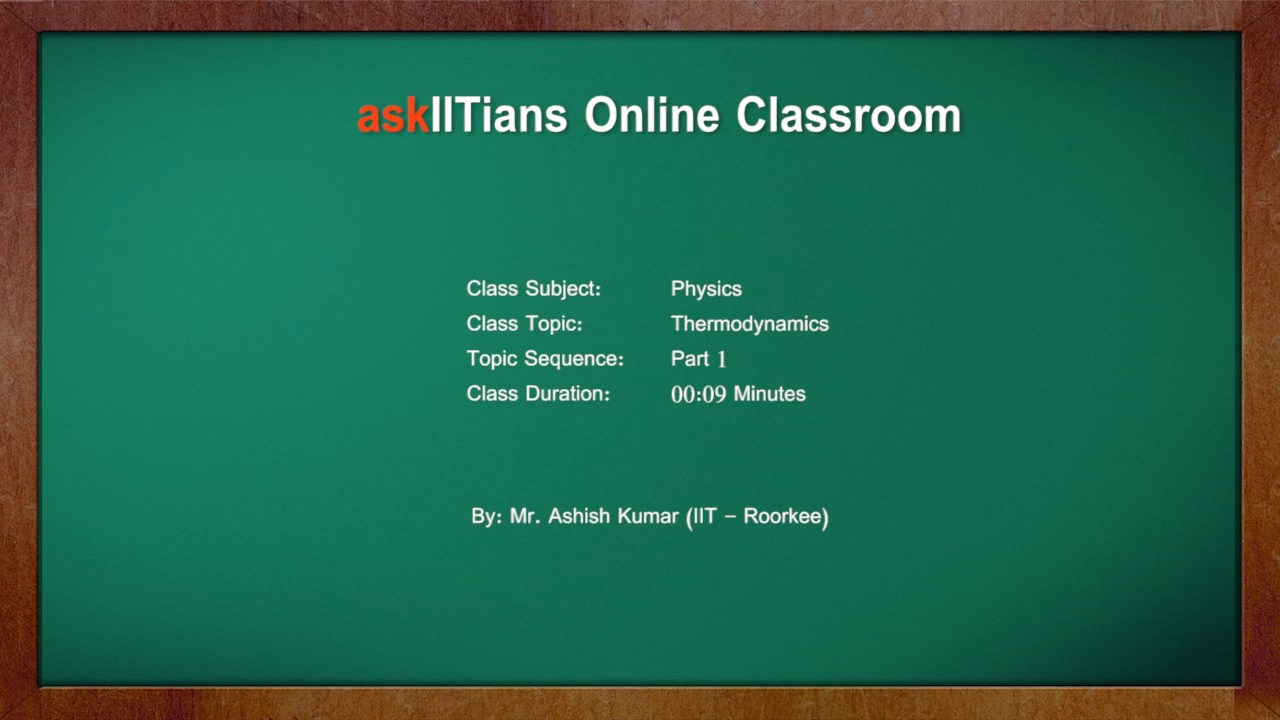 askIITians Online Classroom
Class Subject: Physics
Class Topic: Thermodynamics
Topic Sequence: Part 1
Class Duration: 00:09 Minutes
By: Mr. Ashish Kumar (IIT – Roorkee)